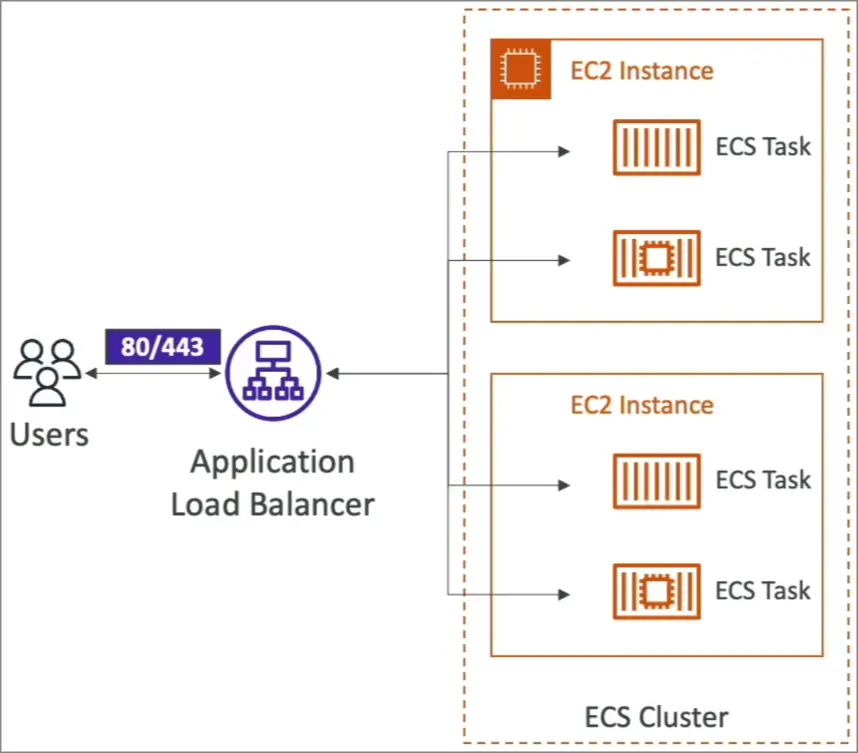 EC2 Instance
ECS Task
ECS Task
80/443
Users
Application
Load Balancer
EC2 Instance
ECS Task
ECS Task
ECS Cluster